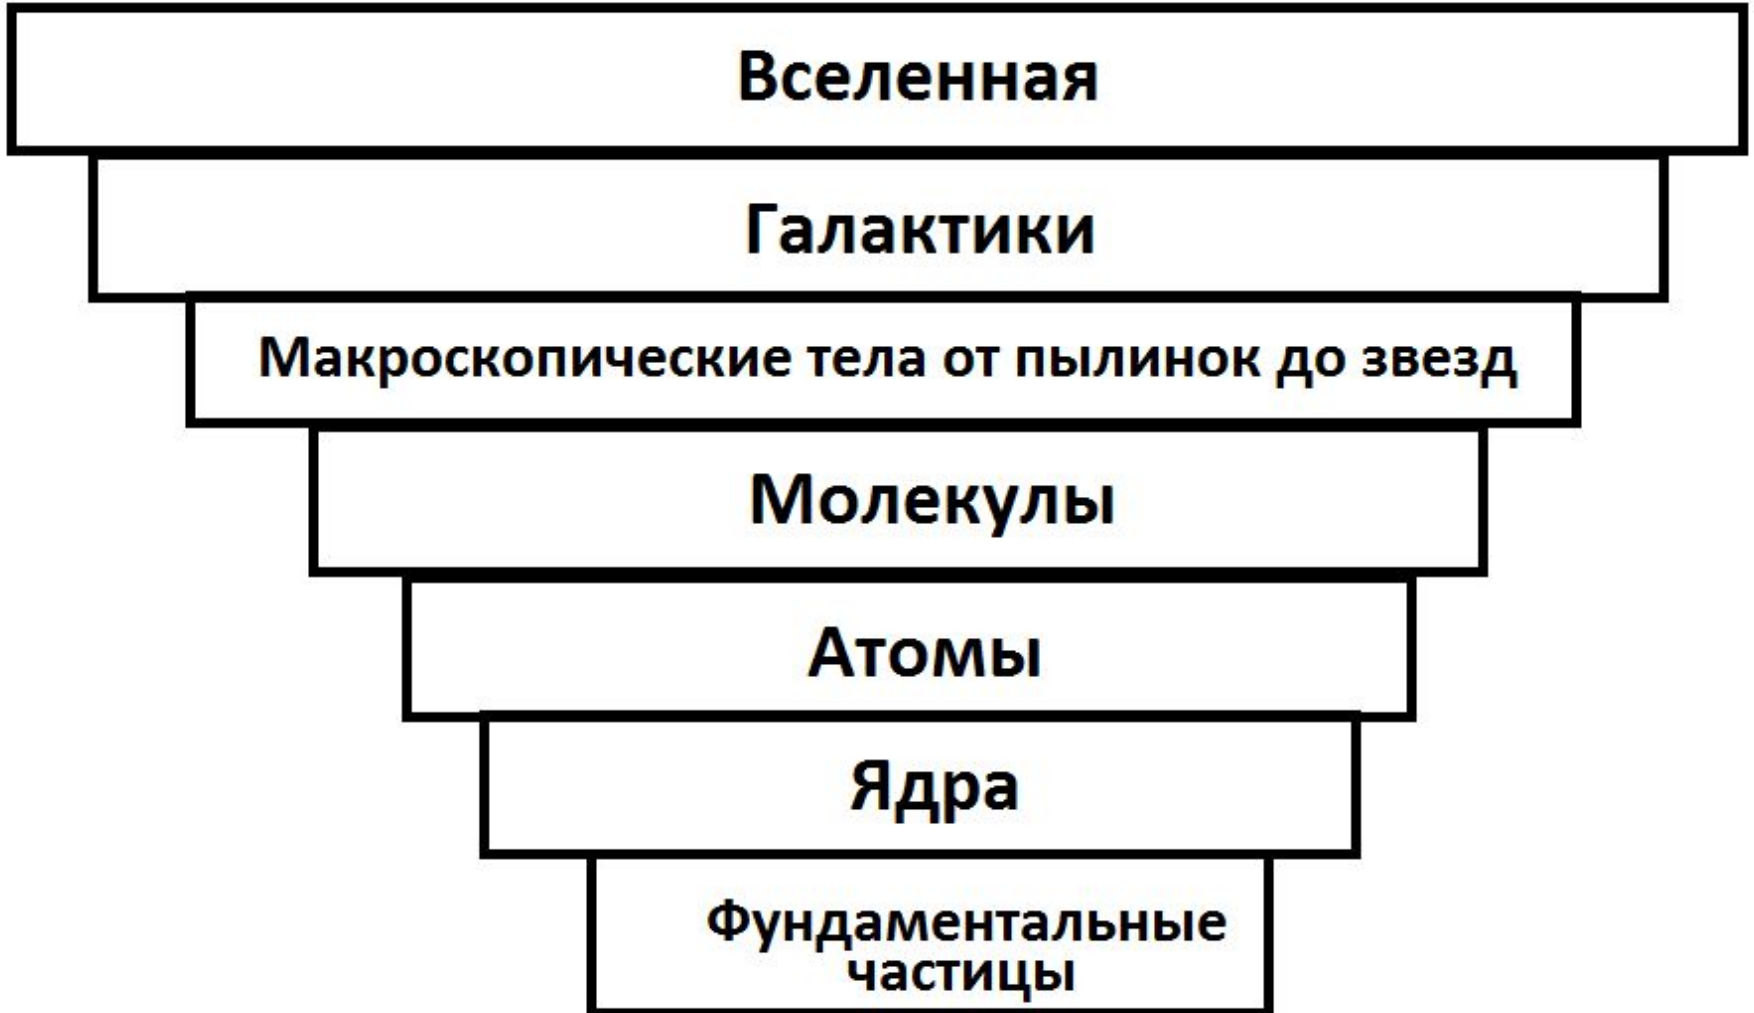 Вселенная
Галактики
Макроскопические тела от пылинок до звезд
Молекулы
Атомы
Ядра
Фундаментальные
частицы